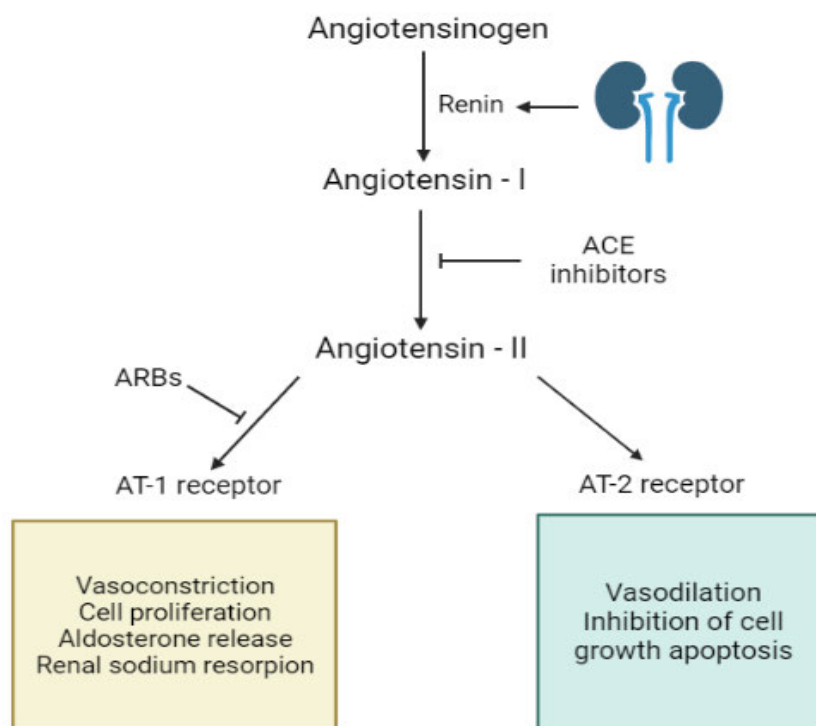 Angiotensinogen
Renin
Angiotensin - I
ACE
inhibitors
Angiotensin - II
ARBs
AT-1 receptor
AT-2 receptor
Vasoconstriction
Cell proliferation
Aldosterone release
Renal sodium resorpion
Vasodilation
Inhibition of cell
growth apoptosis